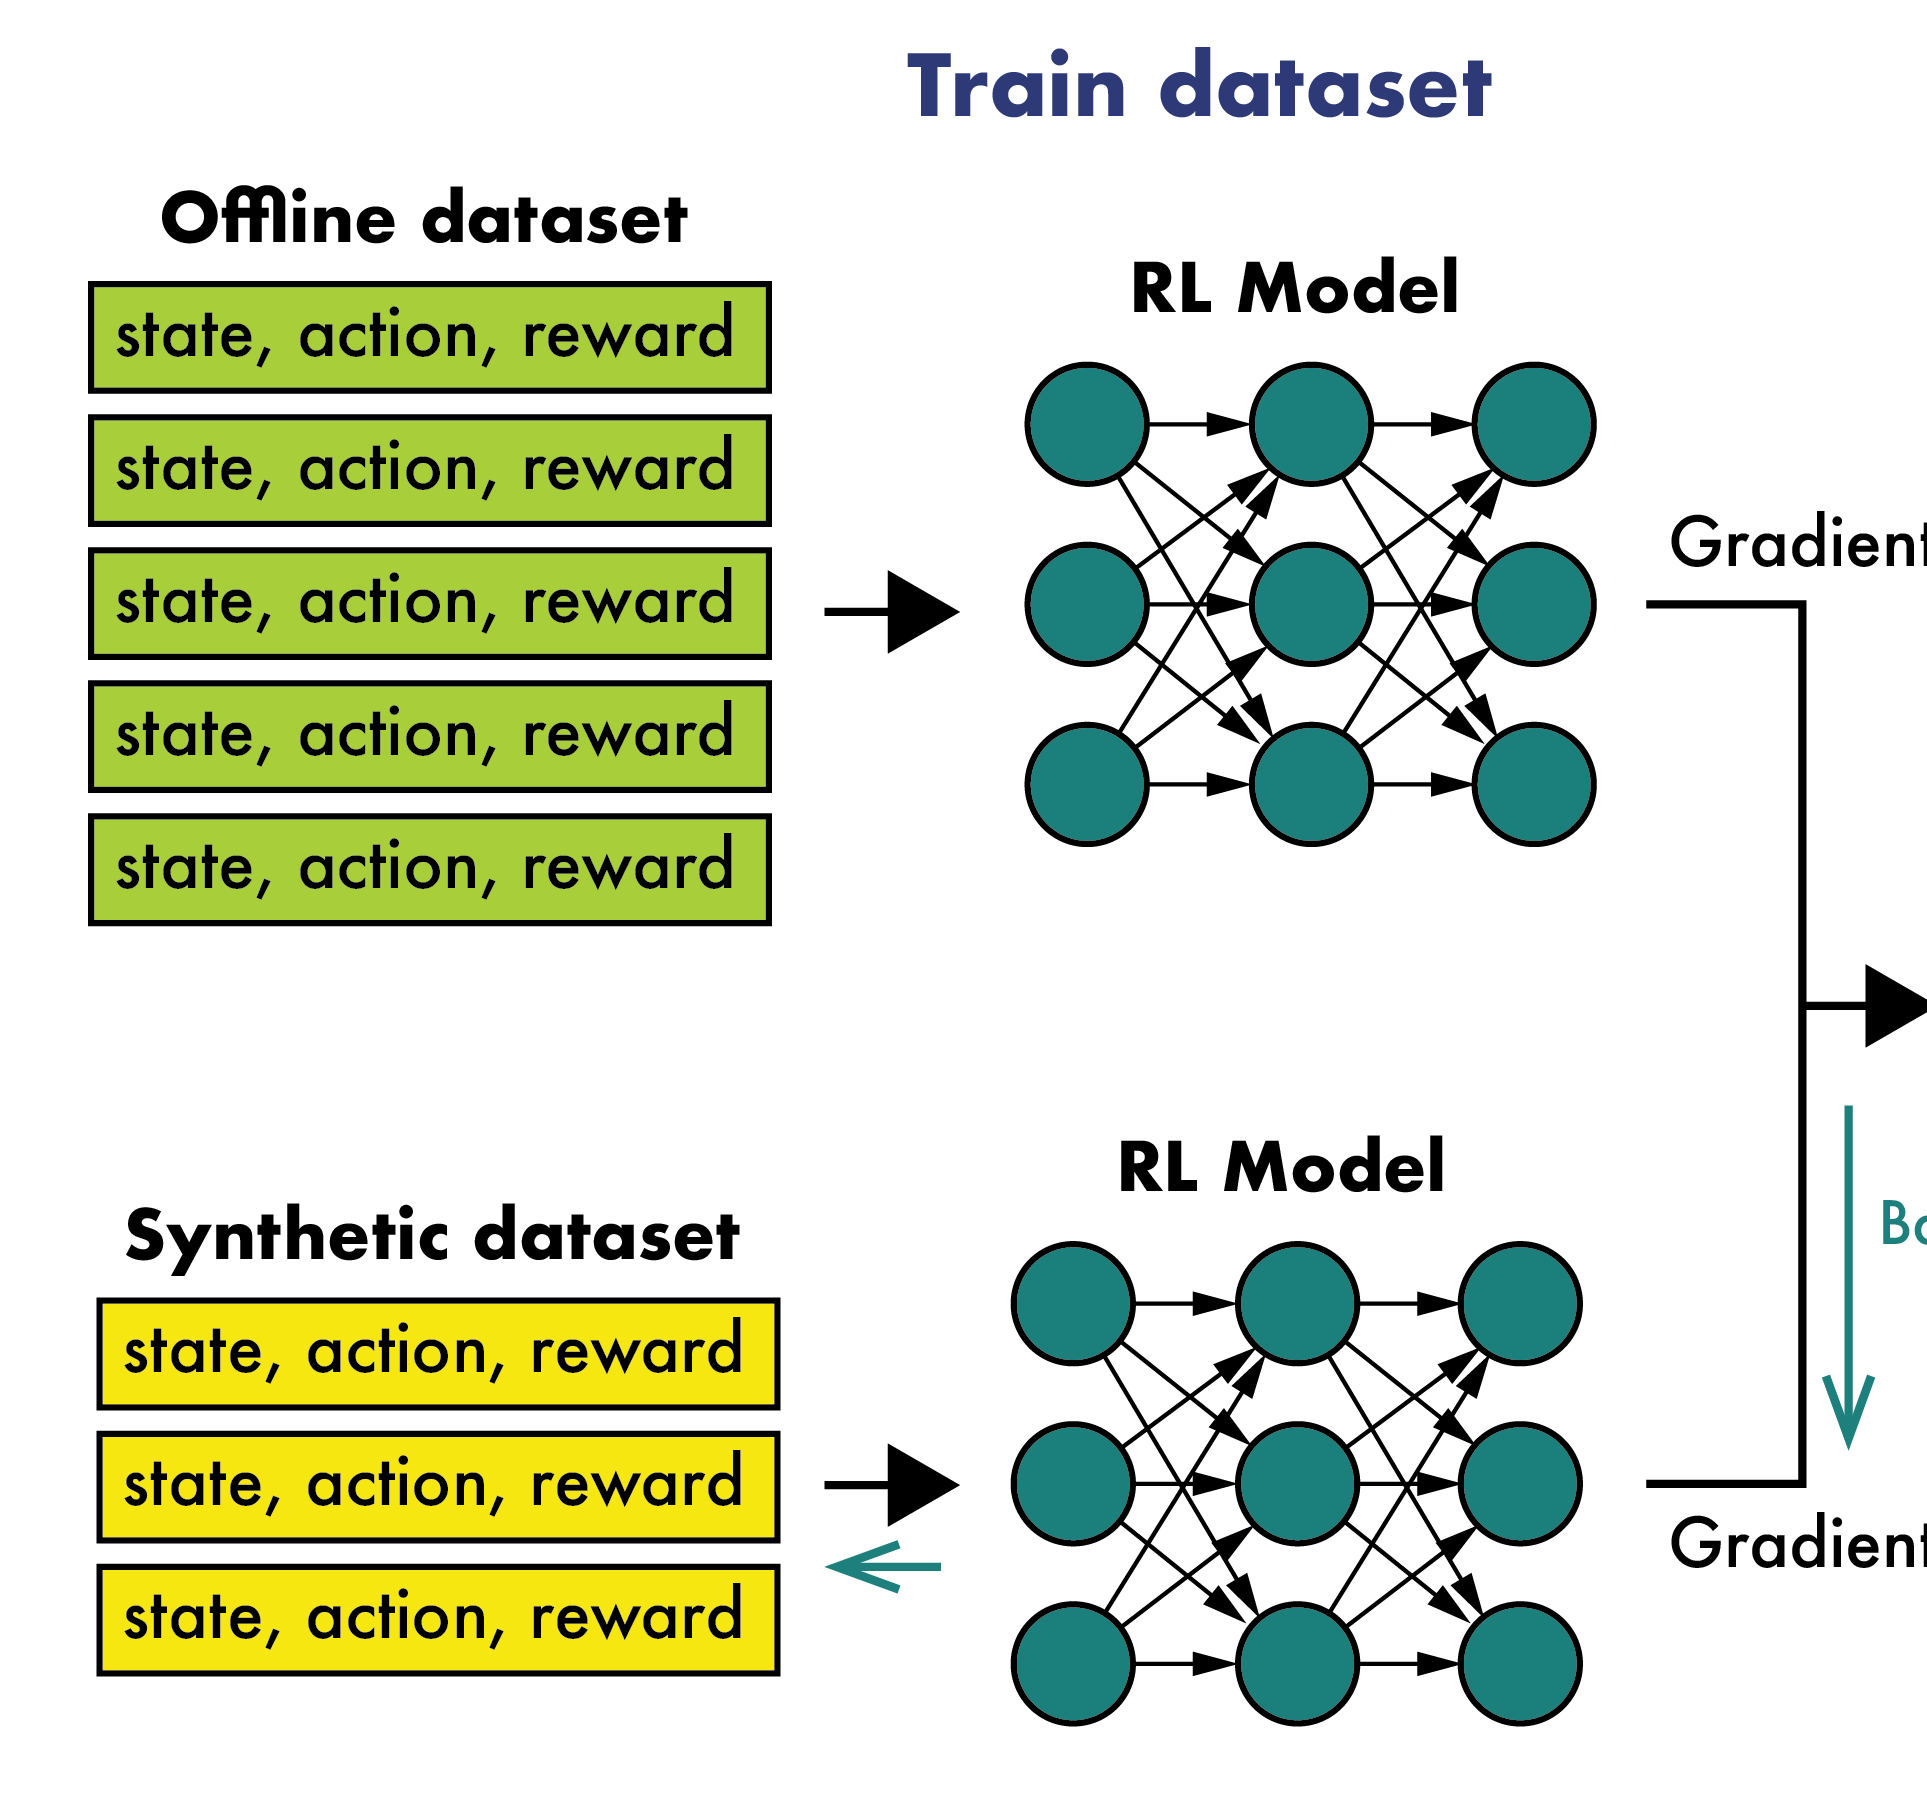 Train dataset
Offline dataset
state, action, reward
state, action, reward
state, action, reward
state, action, reward
state, action, reward
RL Model
Gradient
Synthetic dataset
state, action, reward
state, action, reward
state, action, reward
RL Model
Gradient